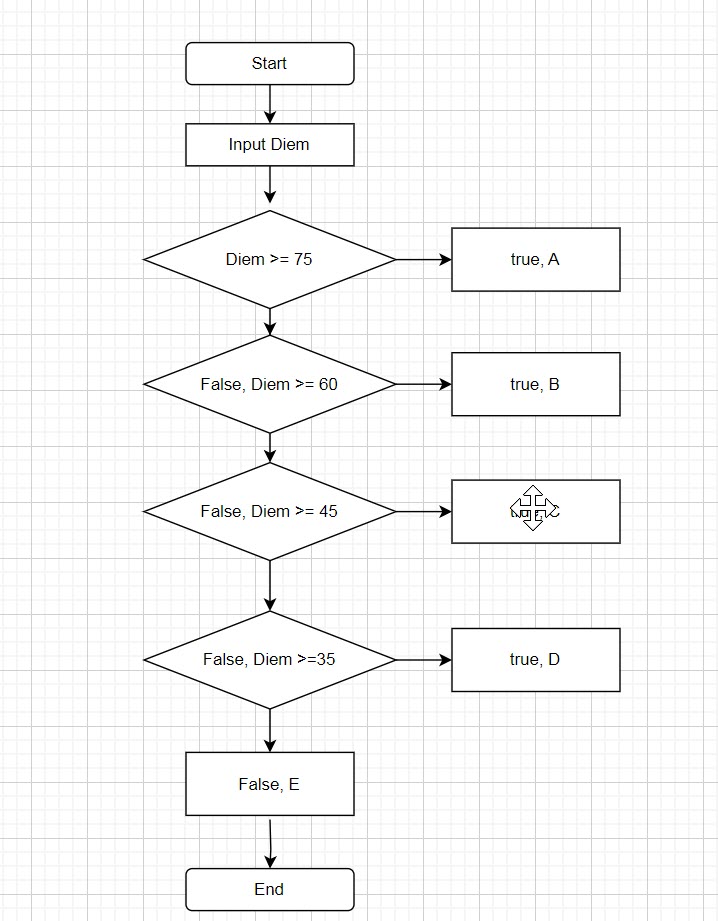 Start
Input Diem
Diem >= 75
true, A
False, Diem >= 60
true, B
False, Diem >= 45
C
False, Diem >=35
true, D
False, E
End